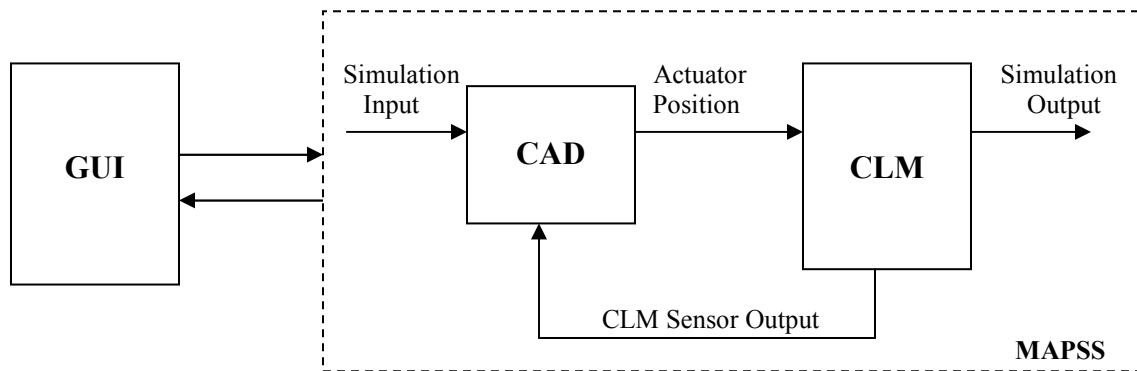 GUI
Simulation
Input
CAD
Actuator
Position
CLM
Simulation
Output
CLM Sensor Output
MAPSS